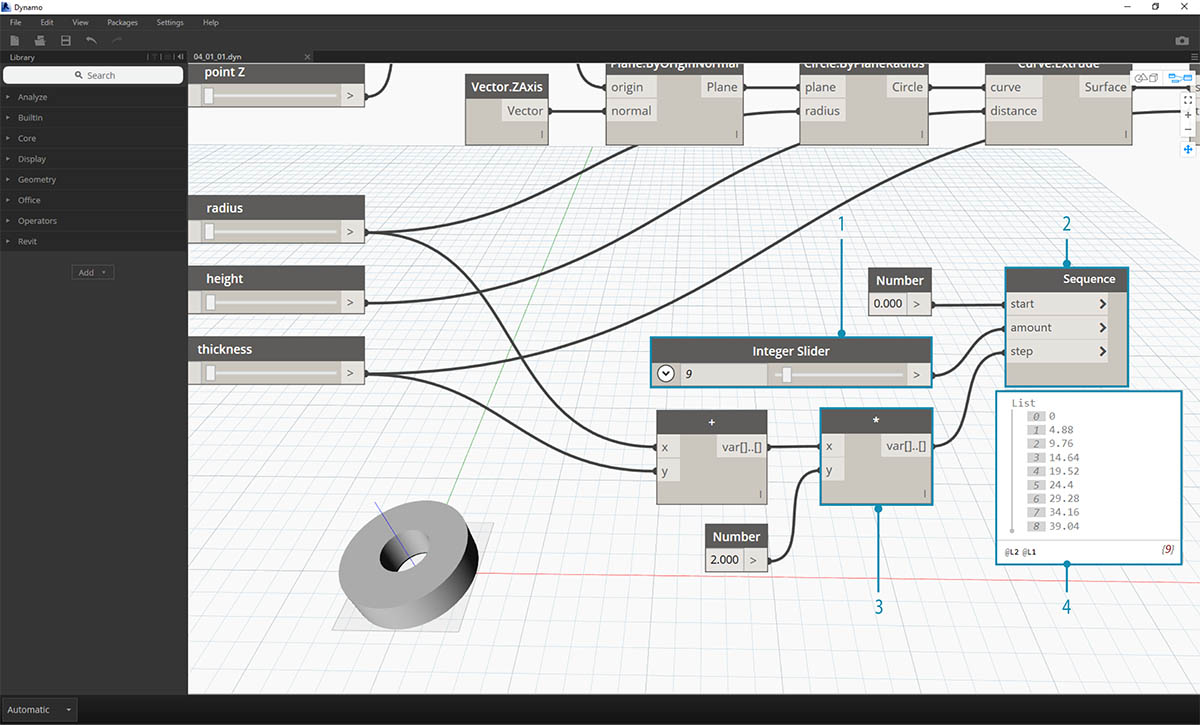 Dynamo
File Edit View Packages Settings Help
Library
04_01_01.dyn
Search
Analyze
BuiltIn
Core
Display
Geometry
Office
Operators
Revit
Add
point Z
>
Vector.ZAxis
Vector
l
Plane.ByOriginNormal
origin Plane
normal
l
Circle.ByPlaneRadius
plane Circle
radius
l
Curve.Extrude
curve Surface
distance
l
radius
>
height
>
thickness
>
1
Integer Slider
9 >
Number
0.000 >
2
Sequence
start
amount
step
+
x var[]..[]
y
l
*
x var[]..[]
y
l
Number
2.000 >
3
List
0 0
1 4.88
2 9.76
3 14.64
4 19.52
5 24.4
6 29.28
7 34.16
8 39.04
@L2 @L1 {9}
4
Automatic